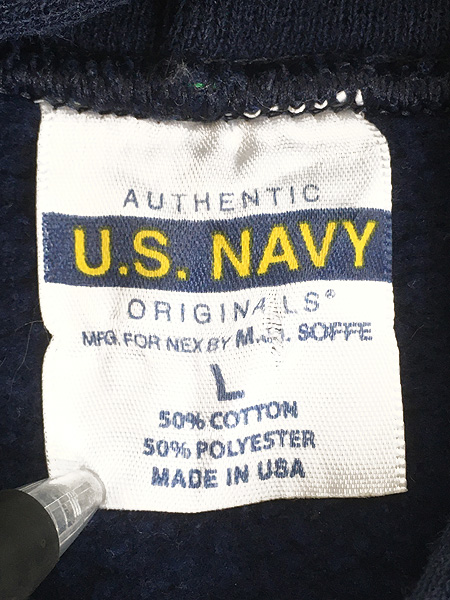 AUTHENTIC
U.S. NAVY
ORIGINALS®
MFG. FOR NEX BY M.J. SOFFE
L
50% COTTON
50% POLYESTER
MADE IN USA